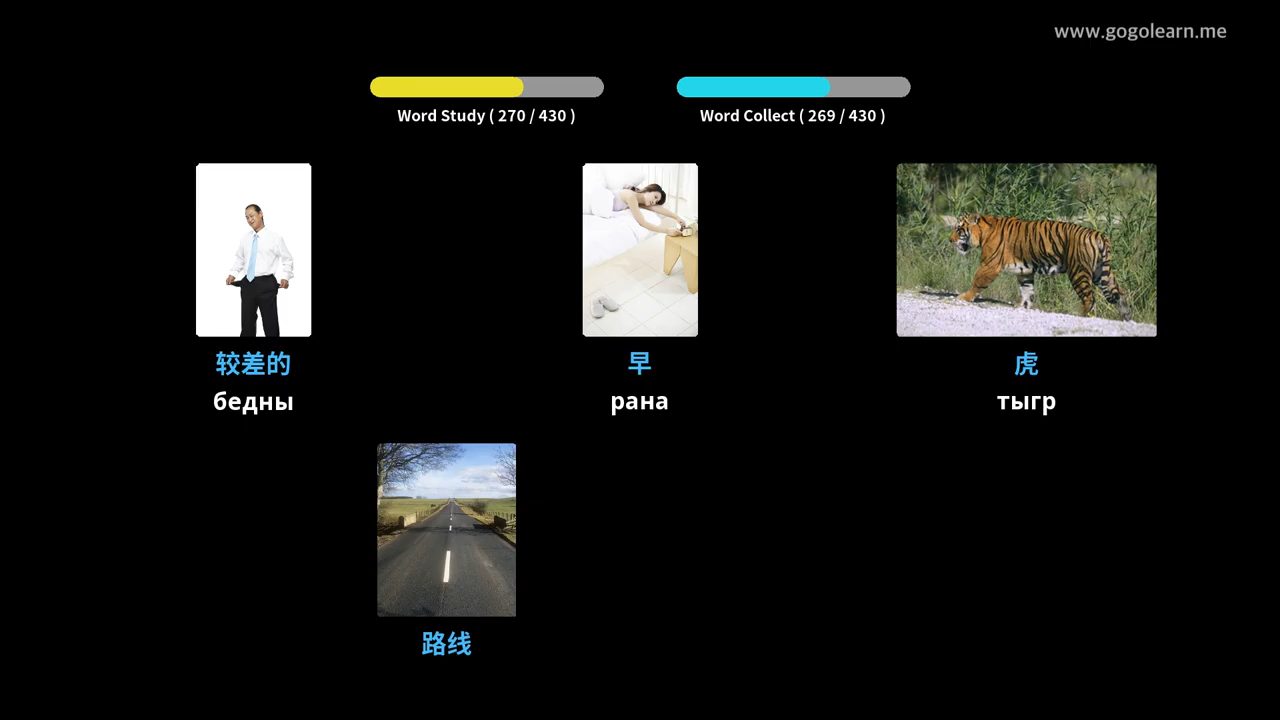 www.gogolearn.me
Word Study ( 270 / 430 )
Word Collect ( 269 / 430 )
较差的
бедны
早
рана
虎
тыгр
路线